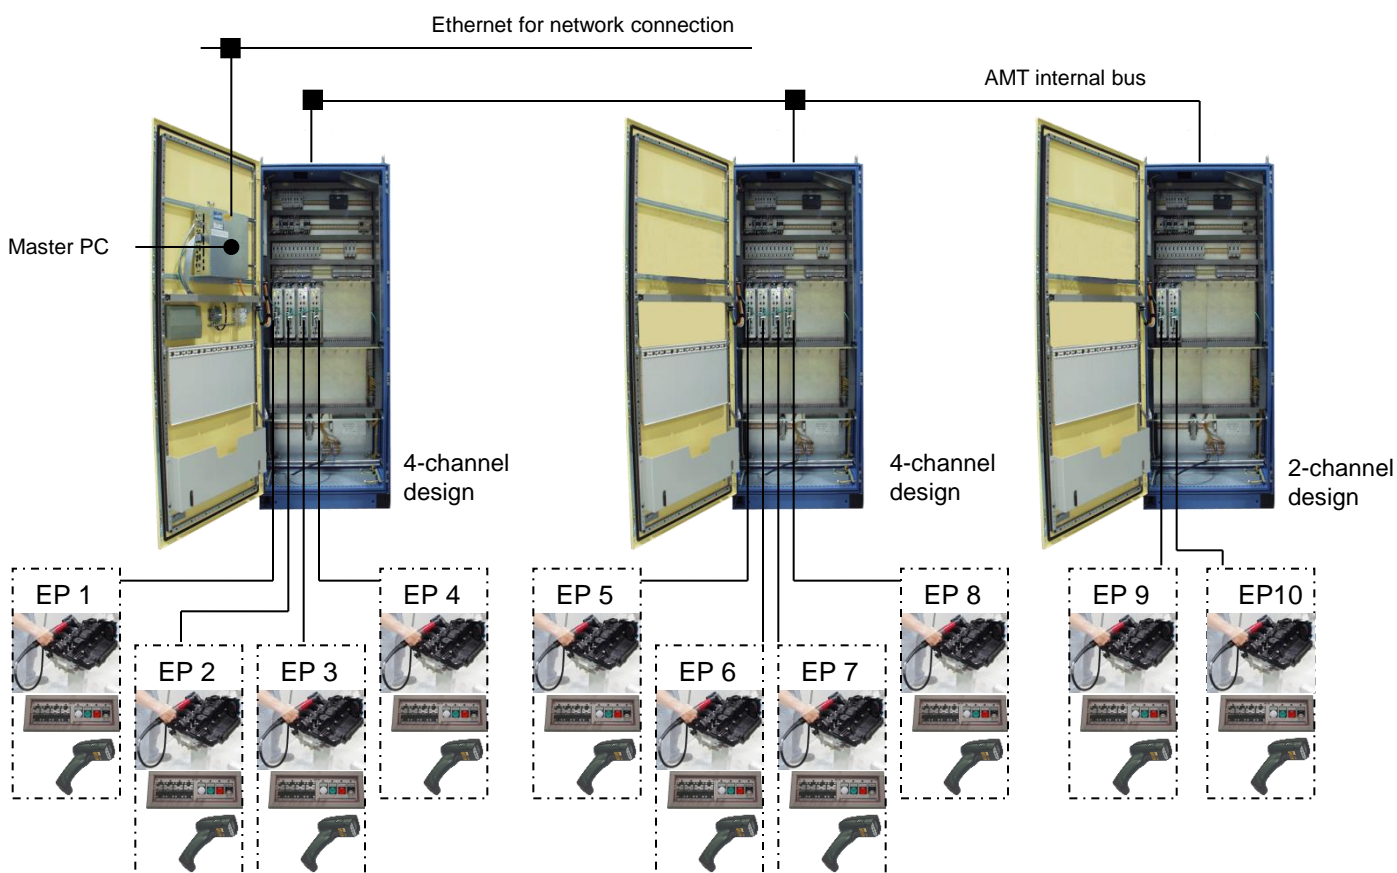 Ethernet for network connection
AMT internal bus
Master PC
4-channel
design
4-channel
design
2-channel
design
EP 1
EP 4
EP 5
EP 8
EP 9
EP10
EP 2
EP 3
EP 6
EP 7